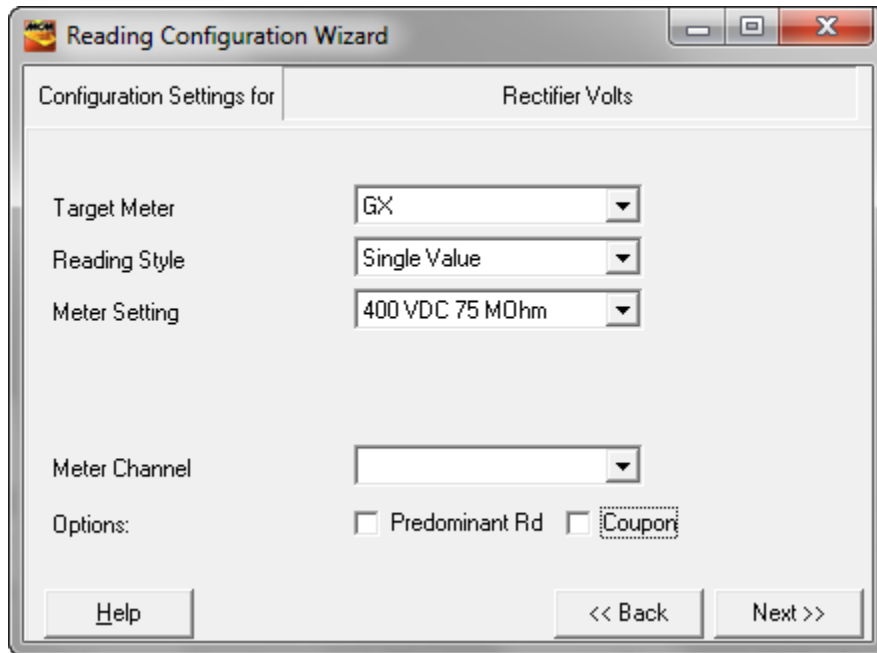 MCM Reading Configuration Wizard
Configuration Settings for Rectifier Volts
Target Meter GX
Reading Style Single Value
Meter Setting 400 VDC 75 MOhm
Meter Channel
Options: Predominant Rd Coupon
Help << Back Next >>